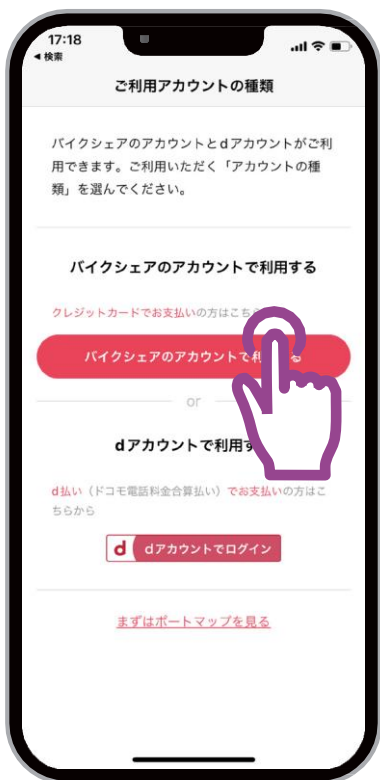 17:18
◀ 検索
ご利用アカウントの種類
バイクシェアのアカウントとdアカウントがご利
用できます。ご利用いただく「アカウントの種
類」を選んでください。
バイクシェアのアカウントで利用する
クレジットカードでお支払いの方はこちら
バイクシェアのアカウントで利 る
or
dアカウントで利用す
d払い（ドコモ電話料金合算払い）でお支払いの方はこ
ちらから
d dアカウントでログイン
まずはポートマップを見る